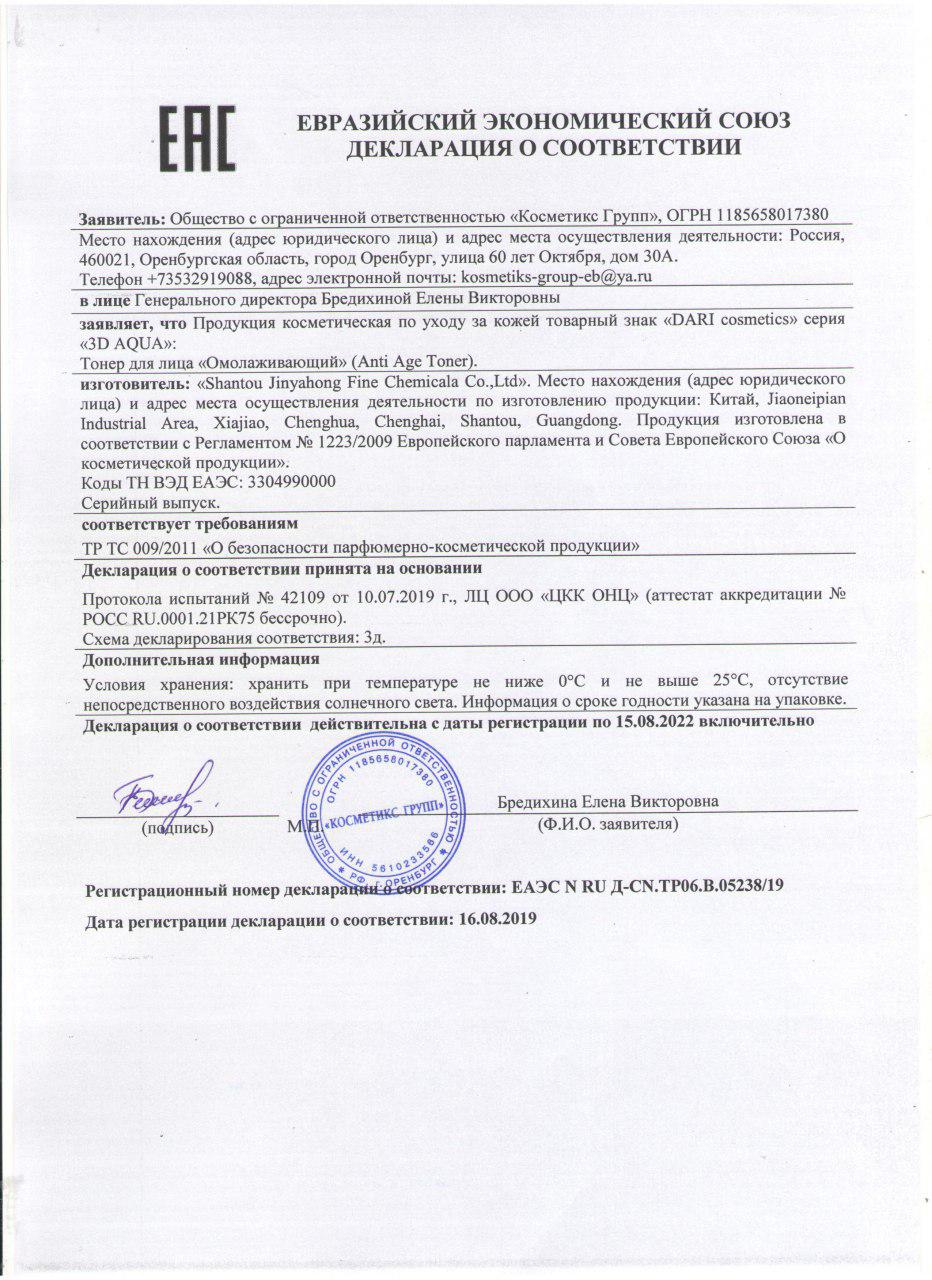 ЕАС
ЕВРАЗИЙСКИЙ ЭКОНОМИЧЕСКИЙ СОЮЗ
ДЕКЛАРАЦИЯ О СООТВЕТСТВИИ
Заявитель: Общество с ограниченной ответственностью «Косметикс Групп», ОГРН 1185658017380
Место нахождения (адрес юридического лица) и адрес места осуществления деятельности: Россия,
460021, Оренбургская область, город Оренбург, улица 60 лет Октября, дом 30А.
Телефон +73532919088, адрес электронной почты: kosmetiks-group-eb@ya.ru
в лице Генерального директора Бредихиной Елены Викторовны
заявляет, что Продукция косметическая по уходу за кожей товарный знак «DARI cosmetics» серия
«3D AQUA»:
Тонер для лица «Омолаживающий» (Anti Age Toner).
изготовитель: «Shantou Jinyahong Fine Chemicala Co.,Ltd». Место нахождения (адрес юридического
лица) и адрес места осуществления деятельности по изготовлению продукции: Китай, Jiaoneipian
Industrial Area, Xiajiao, Chenghua, Chenghai, Shantou, Guangdong. Продукция изготовлена в
соответствии с Регламентом № 1223/2009 Европейского парламента и Совета Европейского Союза «О
косметической продукции».
Коды ТН ВЭД ЕАЭС: 3304990000
Серийный выпуск.
соответствует требованиям
ТР ТС 009/2011 «О безопасности парфюмерно-косметической продукции»
Декларация о соответствии принята на основании
Протокола испытаний № 42109 от 10.07.2019 г., ЛЦ ООО «ЦКК ОНЦ» (аттестат аккредитации №
РОСС RU.0001.21РК75 бессрочно).
Схема декларирования соответствия: 3д.
Дополнительная информация
Условия хранения: хранить при температуре не ниже 0°С и не выше 25°С, отсутствие
непосредственного воздействия солнечного света. Информация о сроке годности указана на упаковке.
Декларация о соответствии действительна с даты регистрации по 15.08.2022 включительно
ОБЩЕСТВО С ОГРАНИЧЕННОЙ ОТВЕТСТВЕННОСТЬЮ
ОГРН 1185658017380
«КОСМЕТИКС ГРУПП»
ИНН 5610233566
РФ, г.ОРЕНБУРГ
Бредихина Елена Викторовна
(подпись) М.П. (Ф.И.О. заявителя)
Регистрационный номер декларации о соответствии: ЕАЭС N RU Д-CN.ТР06.В.05238/19
Дата регистрации декларации о соответствии: 16.08.2019